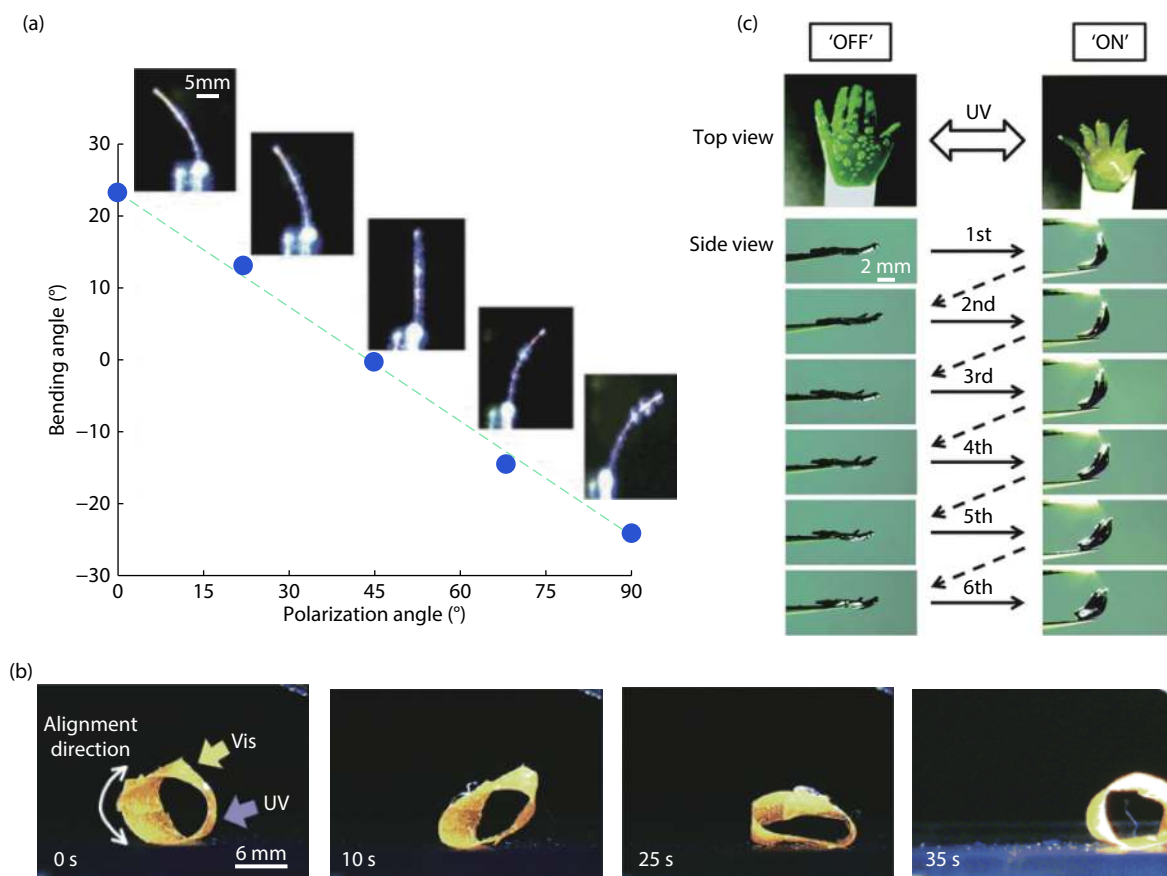 (a)
5mm
30
20
10
0
−10
−20
−30
Bending angle (°)
0
15
30
45
60
75
90
Polarization angle (°)
(c)
'OFF'
'ON'
UV
Top view
Side view
2 mm
1st
2nd
3rd
4th
5th
6th
(b)
Alignment
direction
Vis
UV
0 s
6 mm
10 s
25 s
35 s